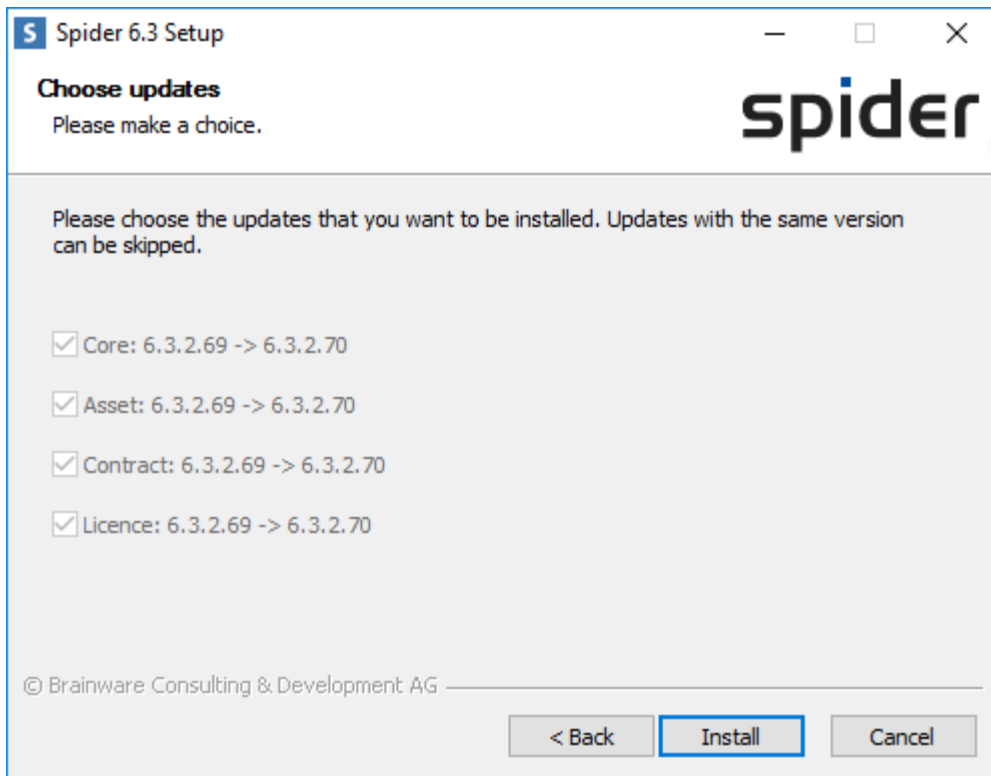 S Spider 6.3 Setup
Choose updates
Please make a choice.
spider
Please choose the updates that you want to be installed. Updates with the same version
can be skipped.
Core: 6.3.2.69 -> 6.3.2.70
Asset: 6.3.2.69 -> 6.3.2.70
Contract: 6.3.2.69 -> 6.3.2.70
Licence: 6.3.2.69 -> 6.3.2.70
© Brainware Consulting & Development AG
< Back Install Cancel